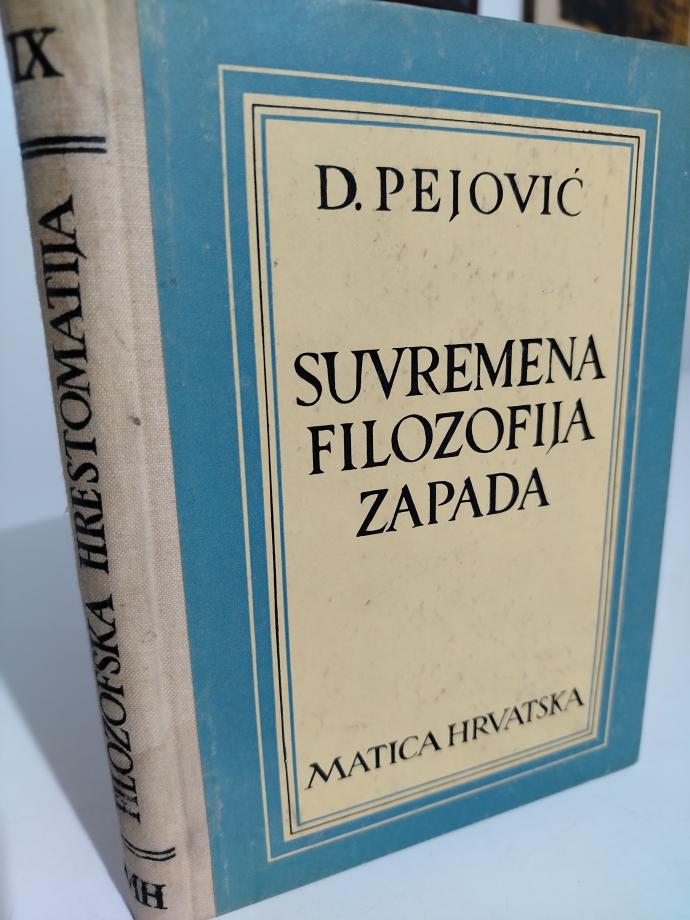 IX
FILOZOFSKA HRESTOMATIJA
MH
D. PEJOVIĆ
SUVREMENA
FILOZOFIJA
ZAPADA
MATICA HRVATSKA